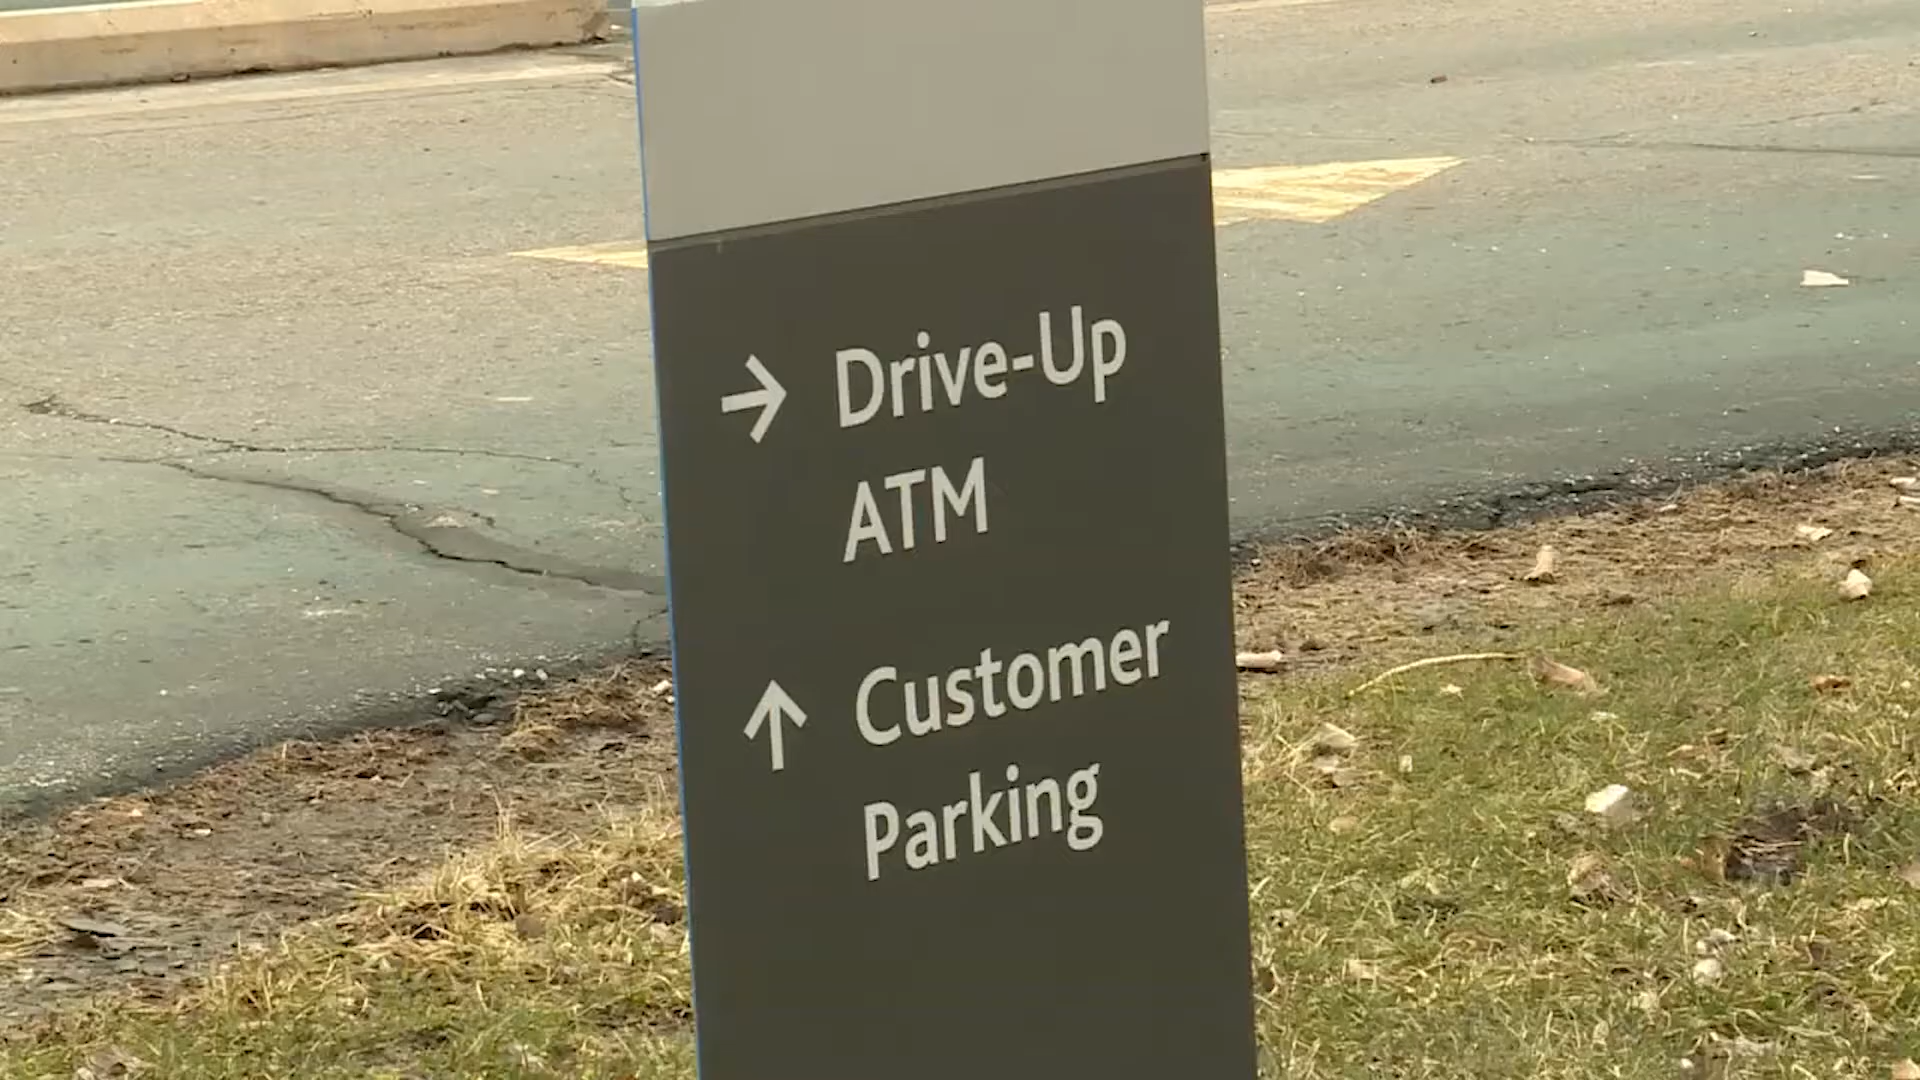 → Drive-Up
ATM
↑ Customer
Parking